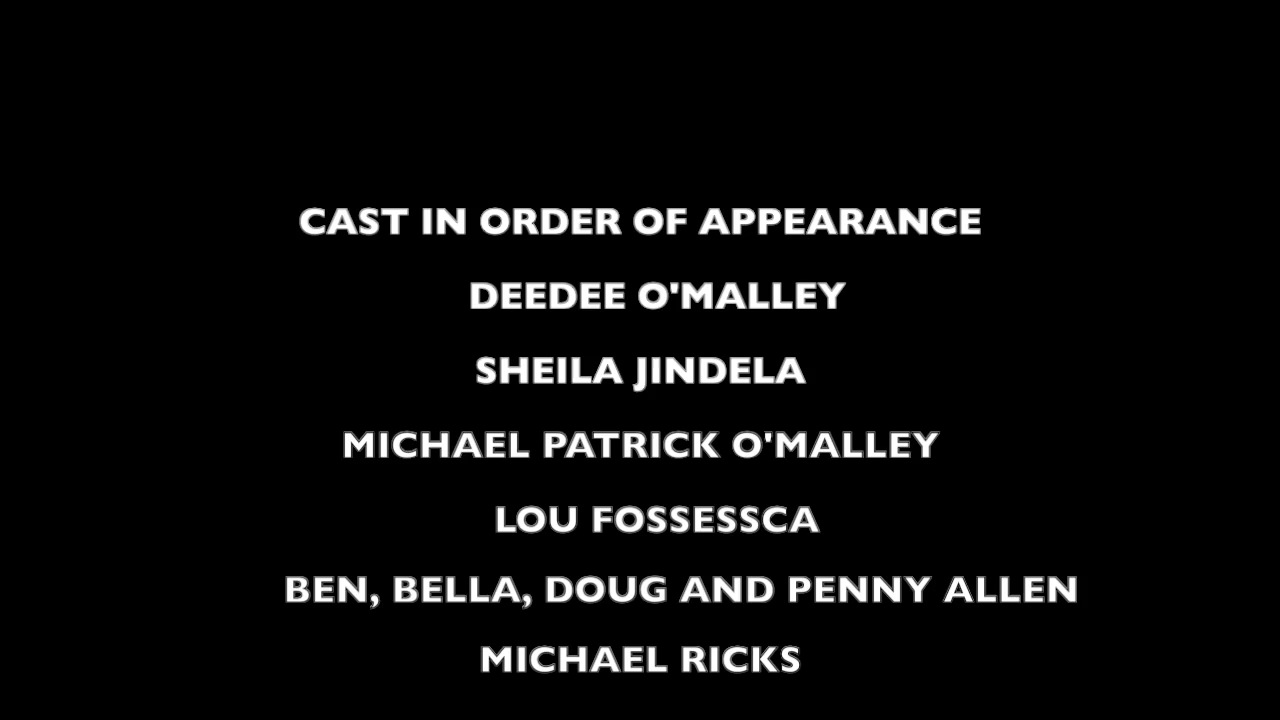 CAST IN ORDER OF APPEARANCE
DEEDEE O'MALLEY
SHEILA JINDELA
MICHAEL PATRICK O'MALLEY
LOU FOSSESSCA
BEN, BELLA, DOUG AND PENNY ALLEN
MICHAEL RICKS